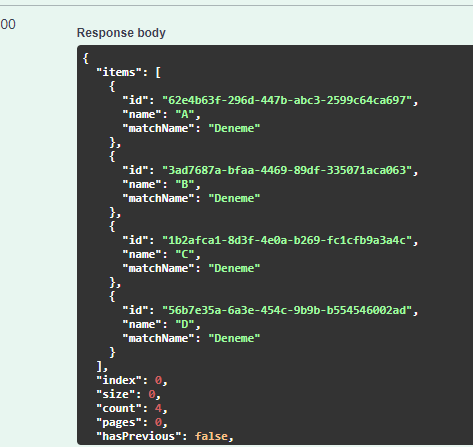 00
Response body
{
  "items": [
    {
      "id": "62e4b63f-296d-447b-abc3-2599c64ca697",
      "name": "A",
      "matchName": "Deneme"
    },
    {
      "id": "3ad7687a-bfaa-4469-89df-335071aca063",
      "name": "B",
      "matchName": "Deneme"
    },
    {
      "id": "1b2afca1-8d3f-4e0a-b269-fc1cfb9a3a4c",
      "name": "C",
      "matchName": "Deneme"
    },
    {
      "id": "56b7e35a-6a3e-454c-9b9b-b554546002ad",
      "name": "D",
      "matchName": "Deneme"
    }
  ],
  "index": 0,
  "size": 0,
  "count": 4,
  "pages": 0,
  "hasPrevious": false,